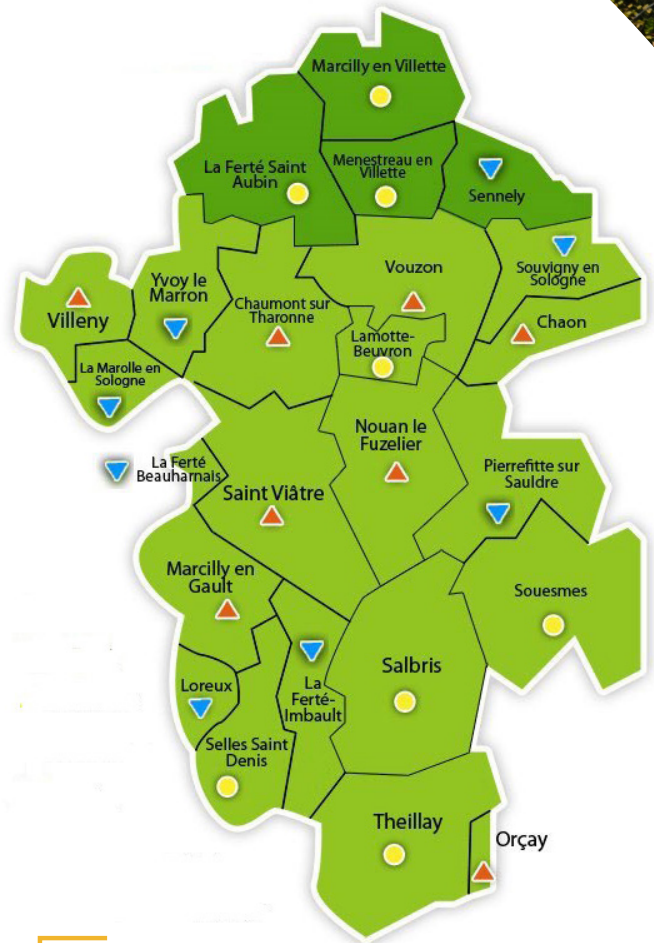 Marcilly en Villette
La Ferté Saint
Aubin
Menestreau en
Villette
Sennely
Yvoy le
Marron
Villeny
Chaumont sur
Tharonne
Vouzon
Souvigny en
Sologne
Chaon
Lamotte-
Beuvron
La Marolle en
Sologne
La Ferté
Beauharnais
Saint Viâtre
Nouan le
Fuzelier
Pierrefitte sur
Sauldre
Marcilly en
Gault
Souesmes
Loreux
La
Ferté-
Imbault
Salbris
Selles Saint
Denis
Theillay
Orçay